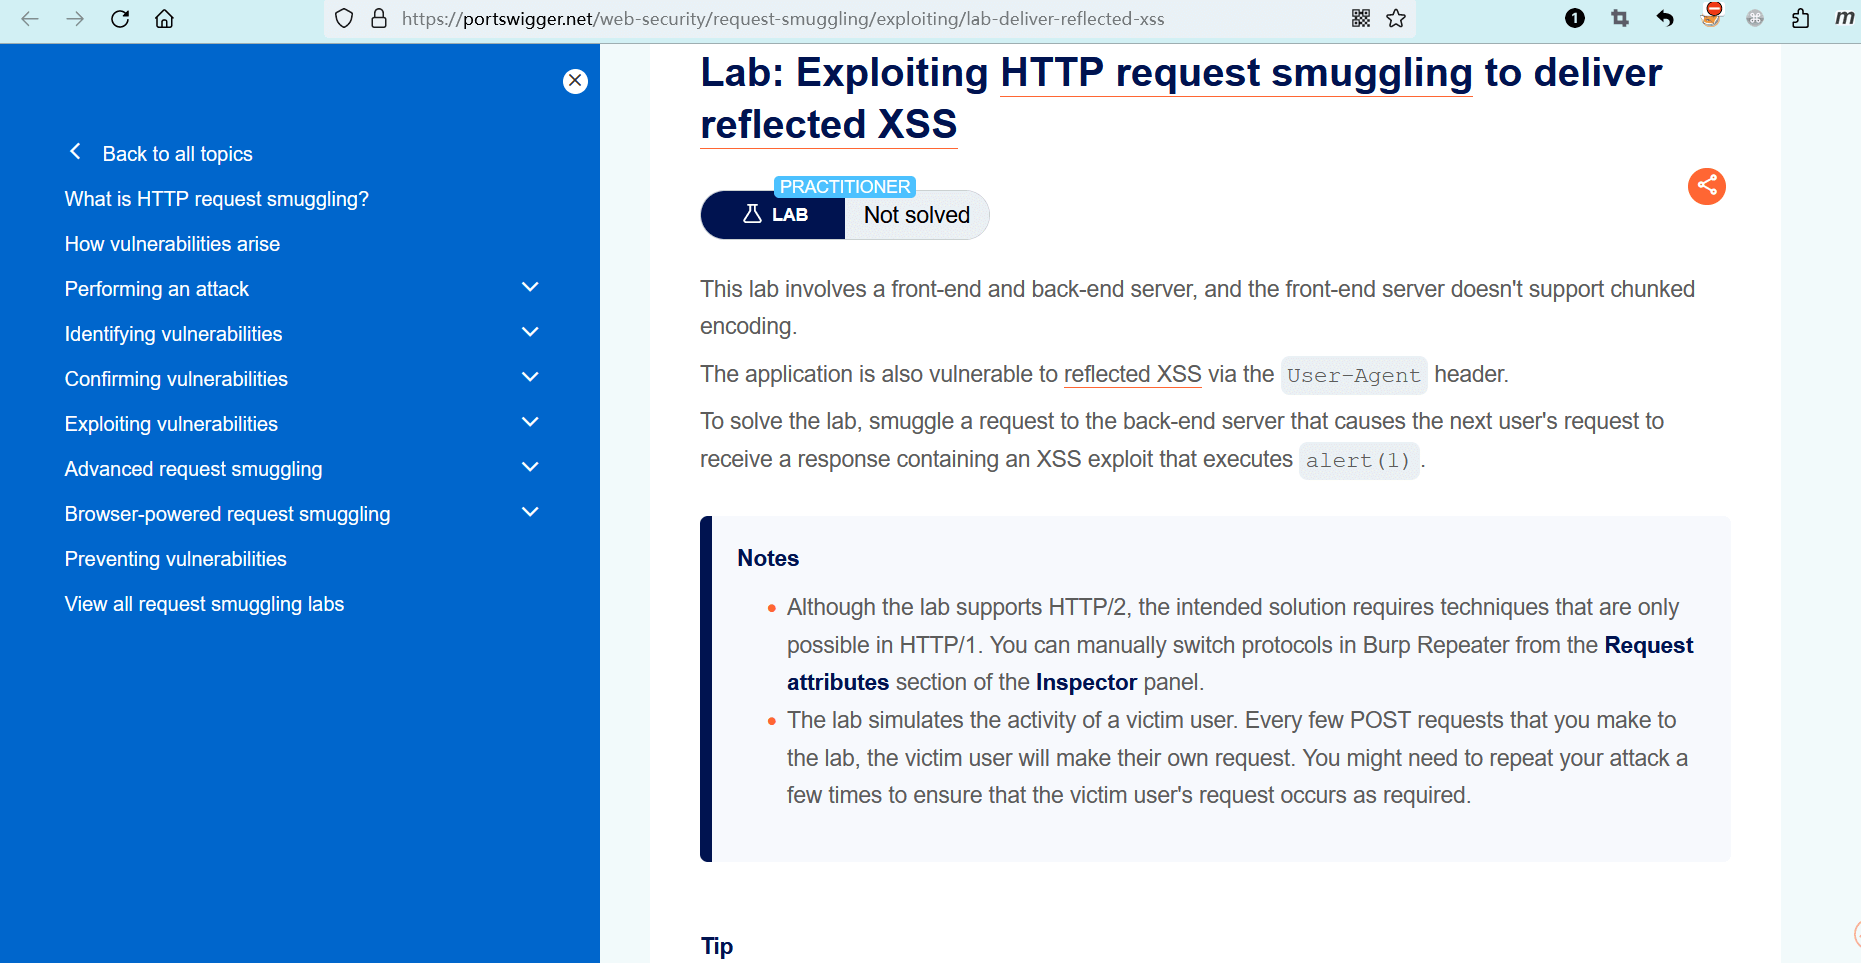 https://portswigger.net/web-security/request-smuggling/exploiting/lab-deliver-reflected-xss
1
m
Back to all topics
What is HTTP request smuggling?
How vulnerabilities arise
Performing an attack
Identifying vulnerabilities
Confirming vulnerabilities
Exploiting vulnerabilities
Advanced request smuggling
Browser-powered request smuggling
Preventing vulnerabilities
View all request smuggling labs
Lab: Exploiting HTTP request smuggling to deliver
reflected XSS
PRACTITIONER
LAB Not solved
This lab involves a front-end and back-end server, and the front-end server doesn't support chunked
encoding.
The application is also vulnerable to reflected XSS via the User-Agent header.
To solve the lab, smuggle a request to the back-end server that causes the next user's request to
receive a response containing an XSS exploit that executes alert(1) .
Notes
Although the lab supports HTTP/2, the intended solution requires techniques that are only
possible in HTTP/1. You can manually switch protocols in Burp Repeater from the Request
attributes section of the Inspector panel.
The lab simulates the activity of a victim user. Every few POST requests that you make to
the lab, the victim user will make their own request. You might need to repeat your attack a
few times to ensure that the victim user's request occurs as required.
Tip